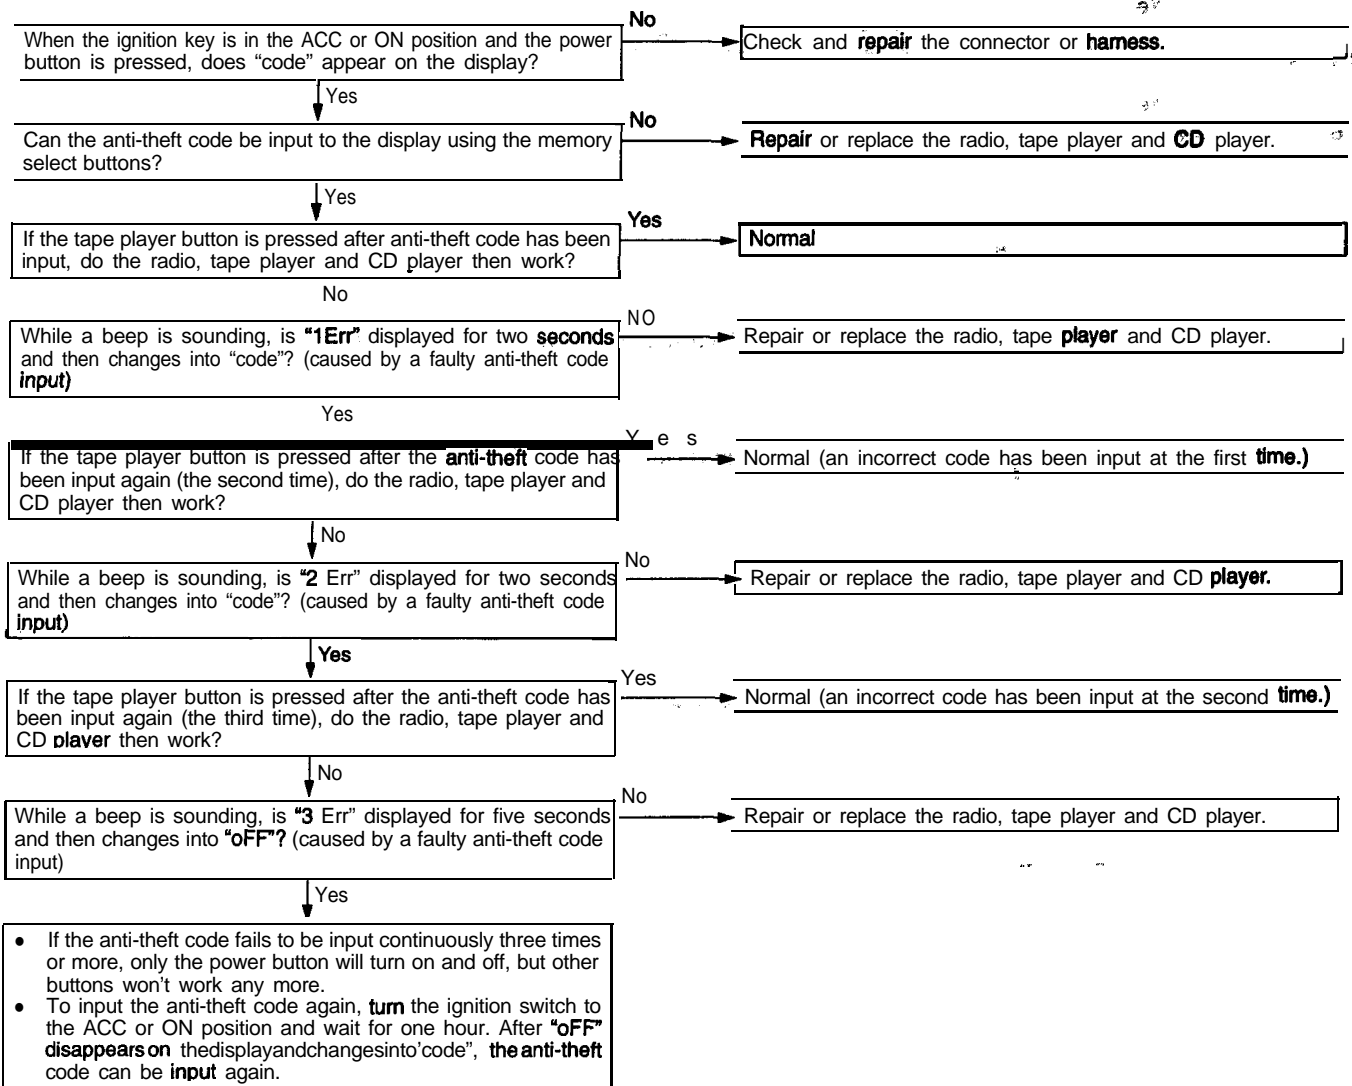 No
When the ignition key is in the ACC or ON position and the power
button is pressed, does “code” appear on the display?
Check and repair the connector or harness.
Yes
No
Can the anti-theft code be input to the display using the memory
select buttons?
Repair or replace the radio, tape player and CD player.
Yes
Yes
If the tape player button is pressed after anti-theft code has been
input, do the radio, tape player and CD player then work?
Normal
No
NO
While a beep is sounding, is “1Err” displayed for two seconds
and then changes into “code”? (caused by a faulty anti-theft code
input)
Repair or replace the radio, tape player and CD player.
Yes
Y e s
If the tape player button is pressed after the anti-theft code has
been input again (the second time), do the radio, tape player and
CD player then work?
Normal (an incorrect code has been input at the first time.)
No
No
While a beep is sounding, is “2 Err” displayed for two seconds
and then changes into “code”? (caused by a faulty anti-theft code
input)
Repair or replace the radio, tape player and CD player.
Yes
Yes
If the tape player button is pressed after the anti-theft code has
been input again (the third time), do the radio, tape player and
CD player then work?
Normal (an incorrect code has been input at the second time.)
No
No
While a beep is sounding, is “3 Err” displayed for five seconds
and then changes into “oFF”? (caused by a faulty anti-theft code
input)
Repair or replace the radio, tape player and CD player.
Yes
● If the anti-theft code fails to be input continuously three times
or more, only the power button will turn on and off, but other
buttons won’t work any more.
● To input the anti-theft code again, turn the ignition switch to
the ACC or ON position and wait for one hour. After “oFF”
disappears on thedisplayandchangesinto‘code”, the anti-theft
code can be input again.